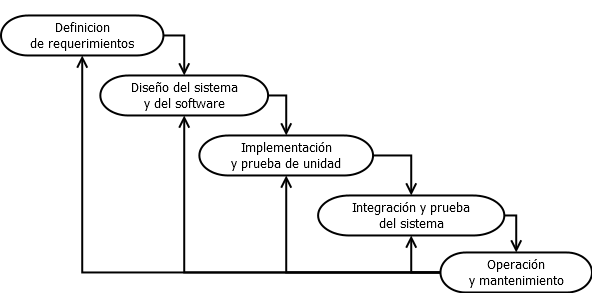 Definicion
de requerimientos
Diseño del sistema
y del software
Implementación
y prueba de unidad
Integración y prueba
del sistema
Operación
y mantenimiento